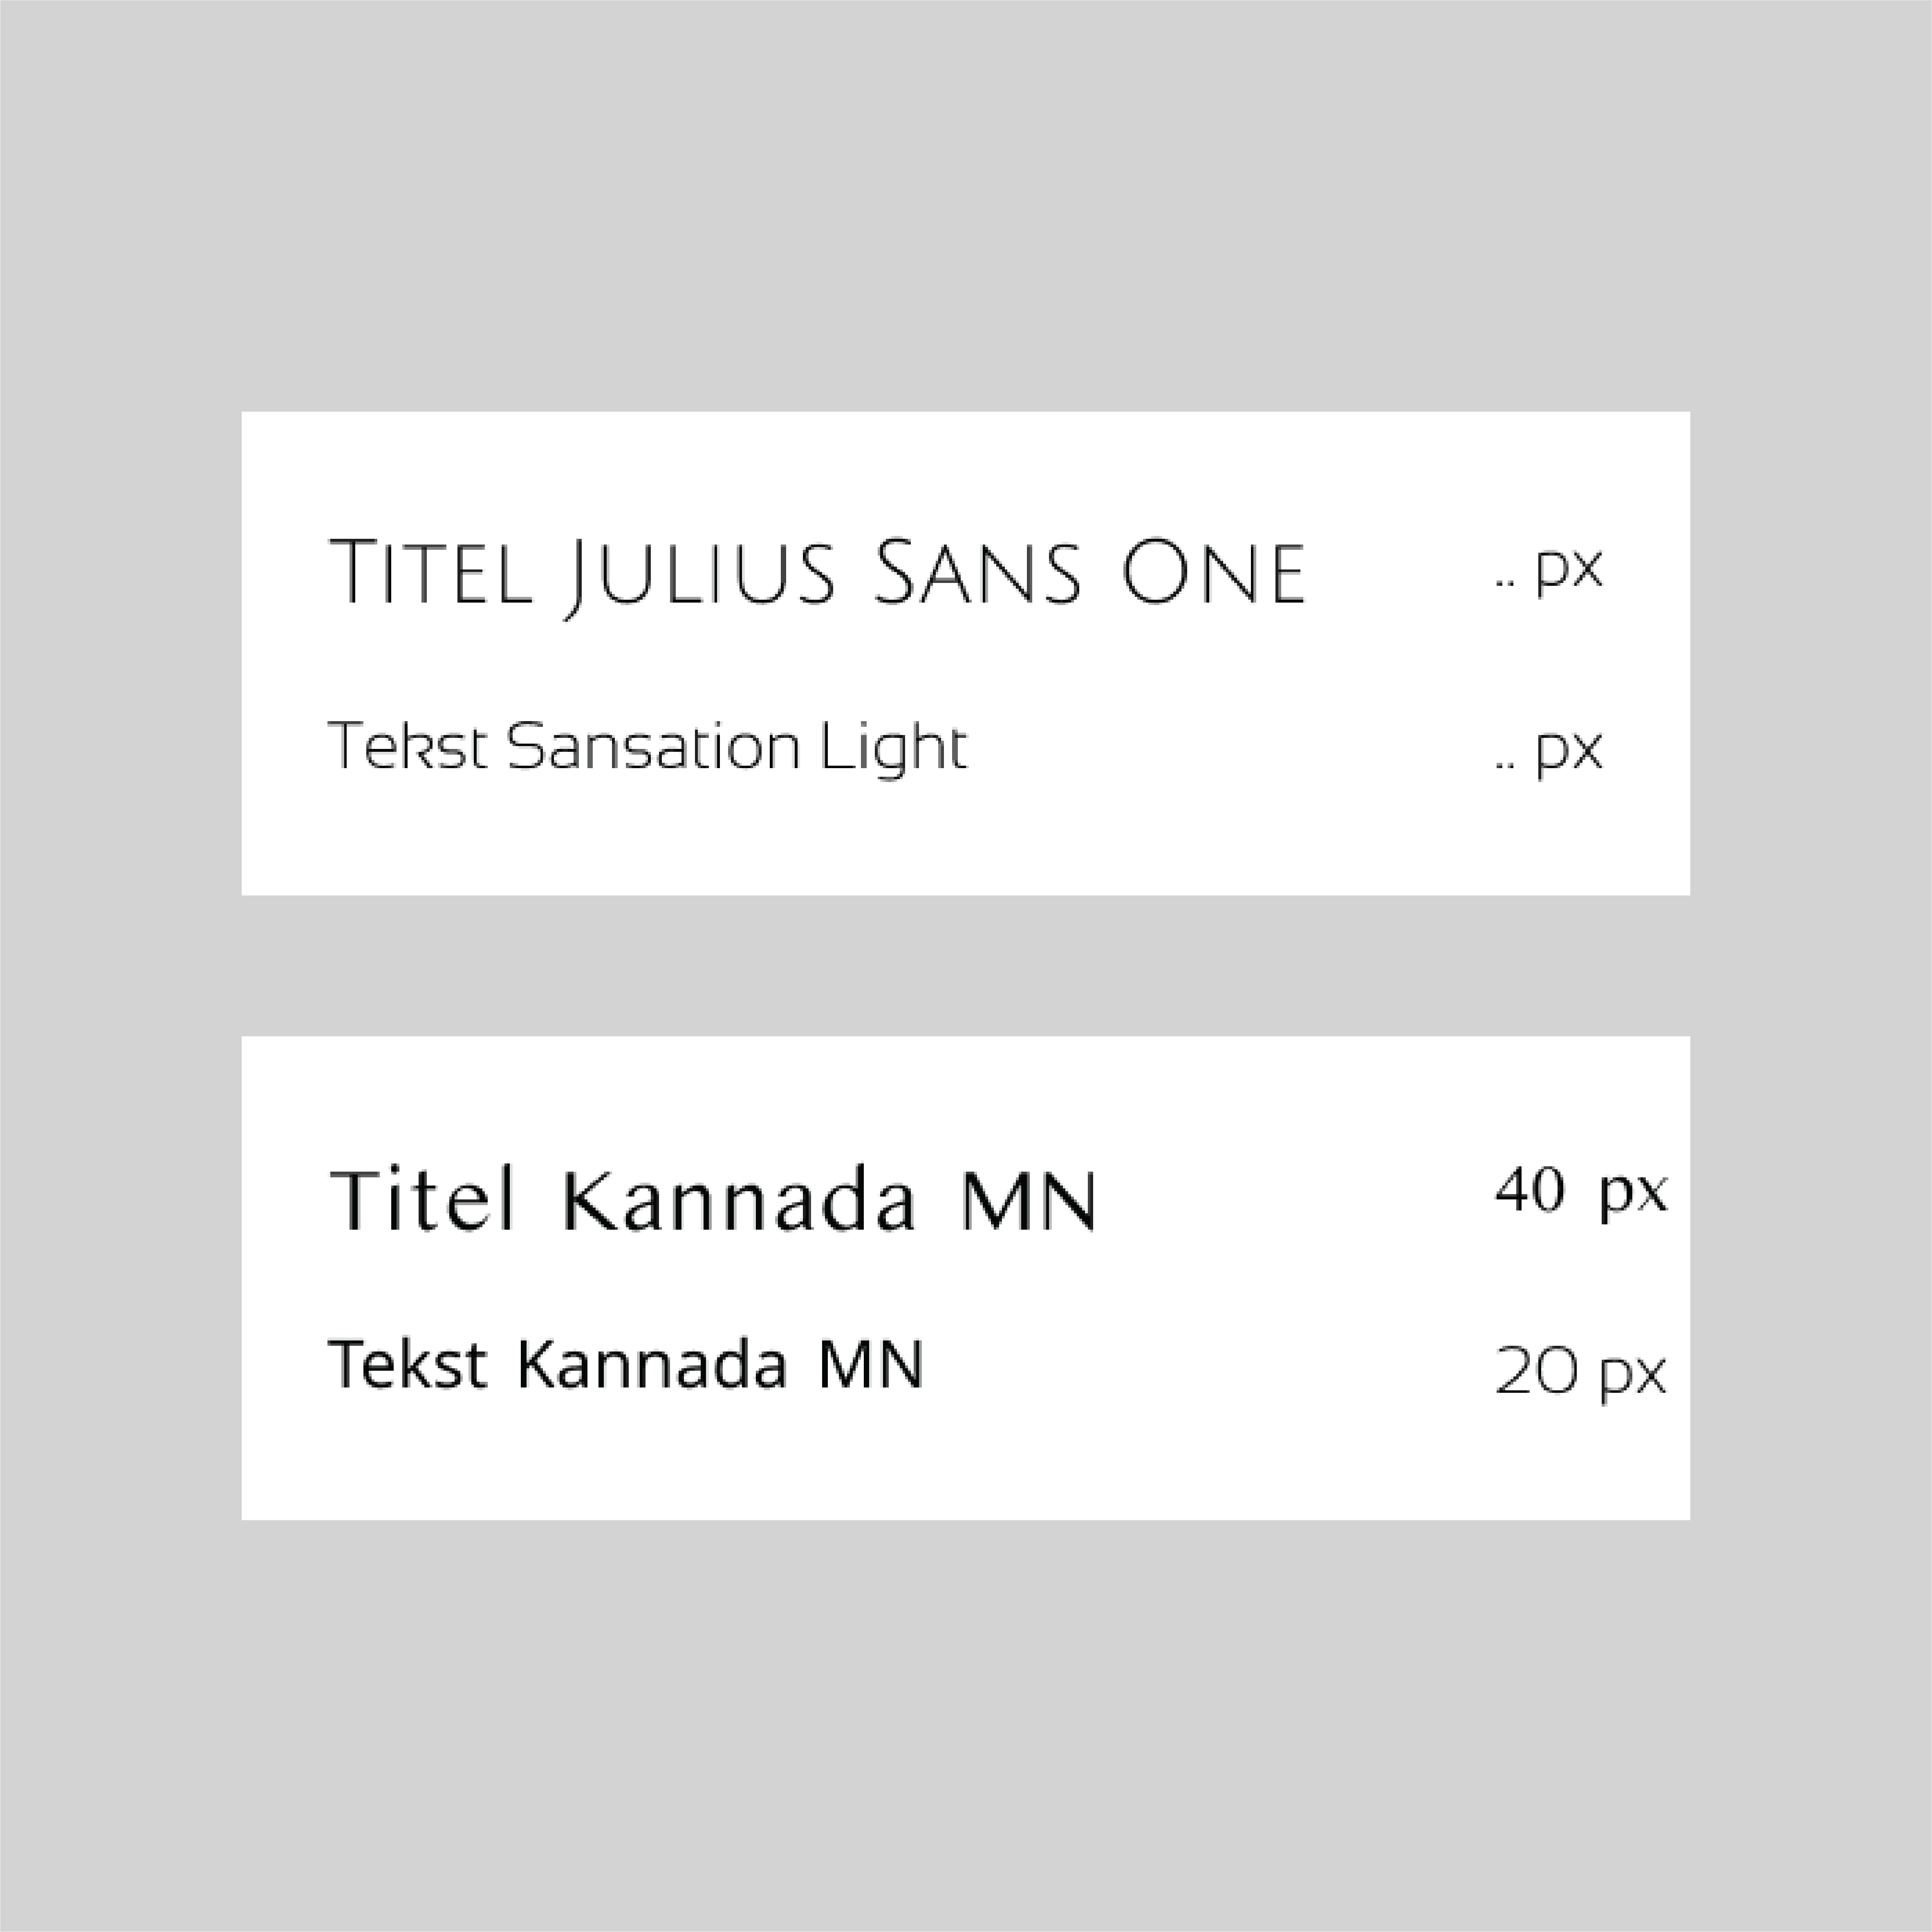 Titel Julius Sans One .. px
Tekst Sansation Light .. px
Titel Kannada MN 40 px
Tekst Kannada MN 20 px